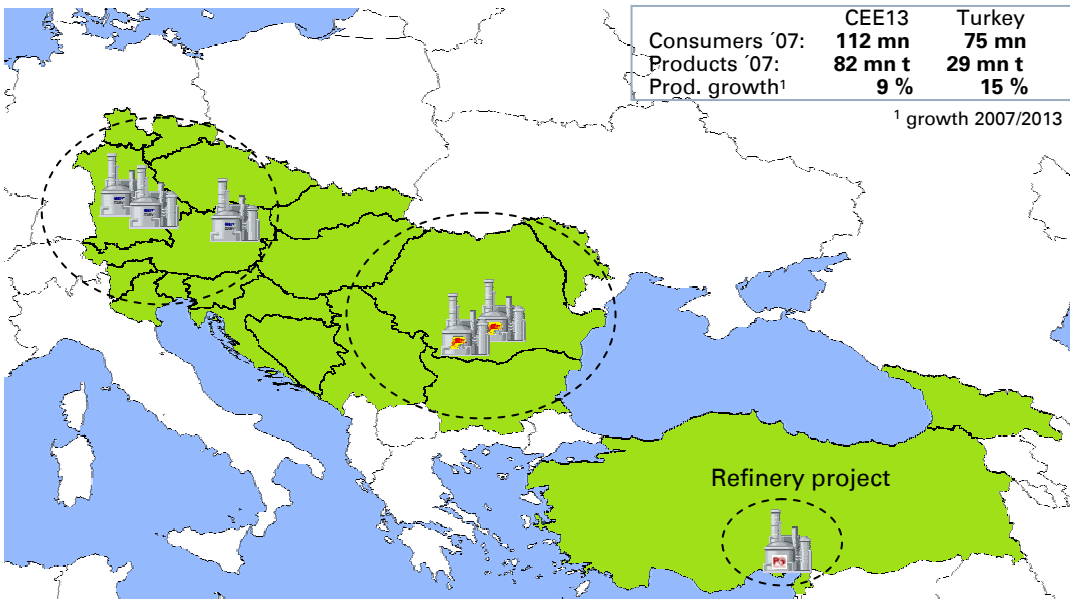 CEE13 Turkey
Consumers ´07: 112 mn 75 mn
Products ´07: 82 mn t 29 mn t
Prod. growth¹ 9 % 15 %
¹ growth 2007/2013
Refinery project